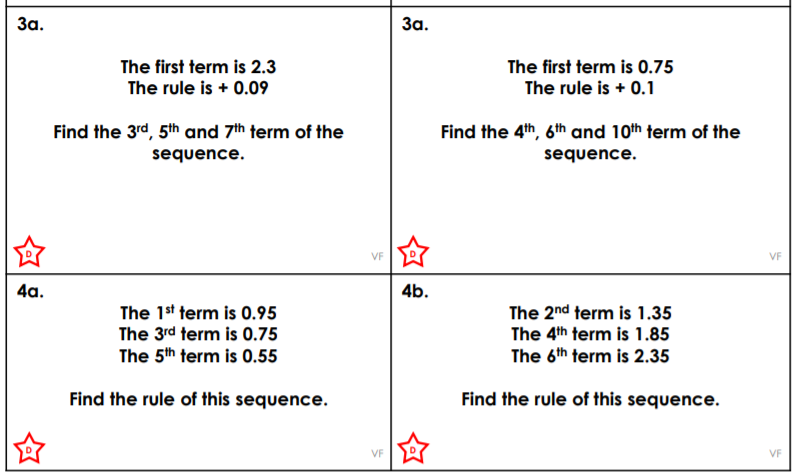 3a.
The first term is 2.3
The rule is + 0.09
Find the 3rd, 5th and 7th term of the
sequence.
D
VF
3a.
The first term is 0.75
The rule is + 0.1
Find the 4th, 6th and 10th term of the
sequence.
D
VF
4a.
The 1st term is 0.95
The 3rd term is 0.75
The 5th term is 0.55
Find the rule of this sequence.
D
VF
4b.
The 2nd term is 1.35
The 4th term is 1.85
The 6th term is 2.35
Find the rule of this sequence.
D
VF